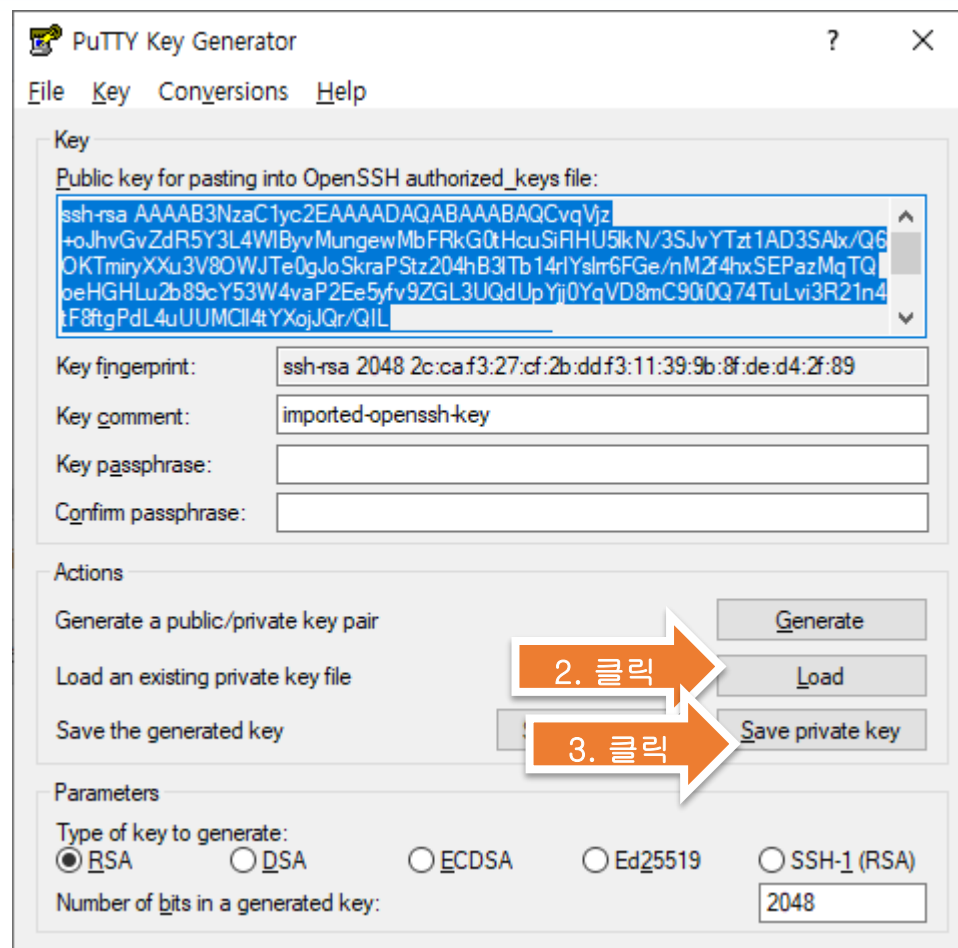 PuTTY Key Generator
File Key Conversions Help
Key
Public key for pasting into OpenSSH authorized_keys file:
ssh-rsa AAAAB3NzaC1yc2EAAAADAQABAAABAQCvqVjz
+oJhvGvZdR5Y3L4WIByvMungewMbFRkG0tHcuSiFlHU5lkN/3SJvYTzt1AD3SAlx/Q6
OKTmiryXXu3V8OWJTe0gJoSkraPStz204hB3lTb14rlYslrr6FGe/nM2f4hxSEPazMqTQ
oeHGHLu2b89cY53W4vaP2Ee5yfv9ZGL3UQdUpYjj0YqVD8mC90i0Q74TuLvi3R21n4
tF8ftgPdL4uUUMCll4tYXojJQr/QIL
Key fingerprint: ssh-rsa 2048 2c:ca:f3:27:cf:2b:dd:f3:11:39:9b:8f:de:d4:2f:89
Key comment: imported-openssh-key
Key passphrase:
Confirm passphrase:
Actions
Generate a public/private key pair Generate
Load an existing private key file 2. 클릭 Load
Save the generated key 3. 클릭 Save private key
Parameters
Type of key to generate:
RSA DSA ECDSA Ed25519 SSH-1 (RSA)
Number of bits in a generated key: 2048